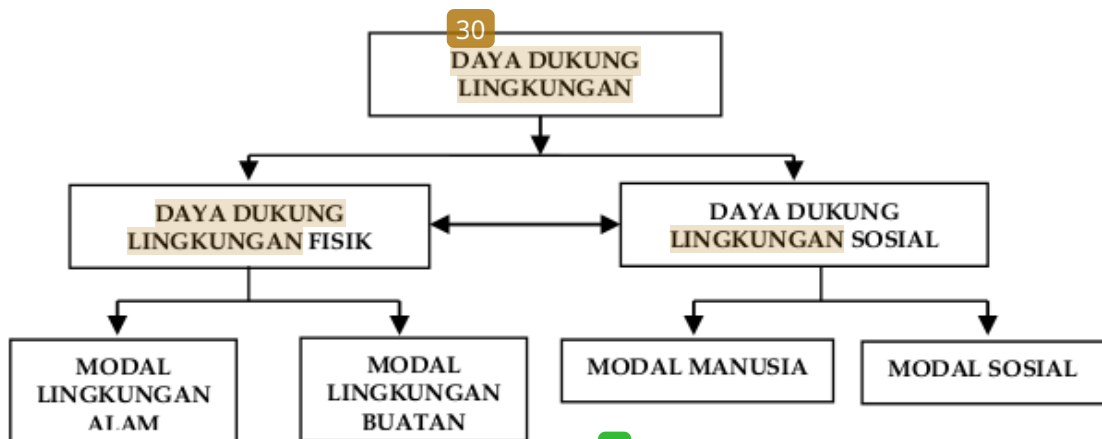 30
DAYA DUKUNG
LINGKUNGAN
DAYA DUKUNG
LINGKUNGAN FISIK
DAYA DUKUNG
LINGKUNGAN SOSIAL
MODAL
LINGKUNGAN
ALAM
MODAL
LINGKUNGAN
BUATAN
MODAL MANUSIA
MODAL SOSIAL